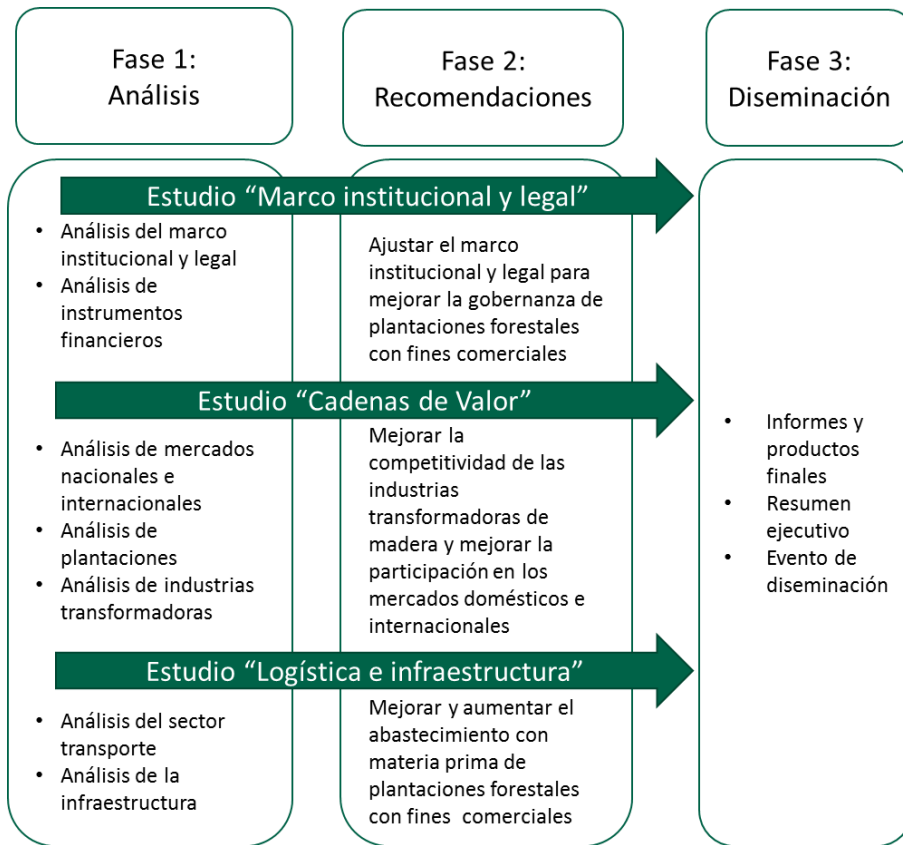 Fase 1:
Análisis
Fase 2:
Recomendaciones
Fase 3:
Diseminación
Estudio “Marco institucional y legal”
• Análisis del marco
institucional y legal
• Análisis de
instrumentos
financieros
Ajustar el marco
institucional y legal para
mejorar la gobernanza de
plantaciones forestales
con fines comerciales
Estudio “Cadenas de Valor”
• Análisis de mercados
nacionales e
internacionales
• Análisis de
plantaciones
• Análisis de industrias
transformadoras
Mejorar la
competitividad de las
industrias
transformadoras de
madera y mejorar la
participación en los
mercados domésticos e
internacionales
Estudio “Logística e infraestructura”
• Análisis del sector
transporte
• Análisis de la
infraestructura
Mejorar y aumentar el
abastecimiento con
materia prima de
plantaciones forestales
con fines comerciales
• Informes y
productos
finales
• Resumen
ejecutivo
• Evento de
diseminación